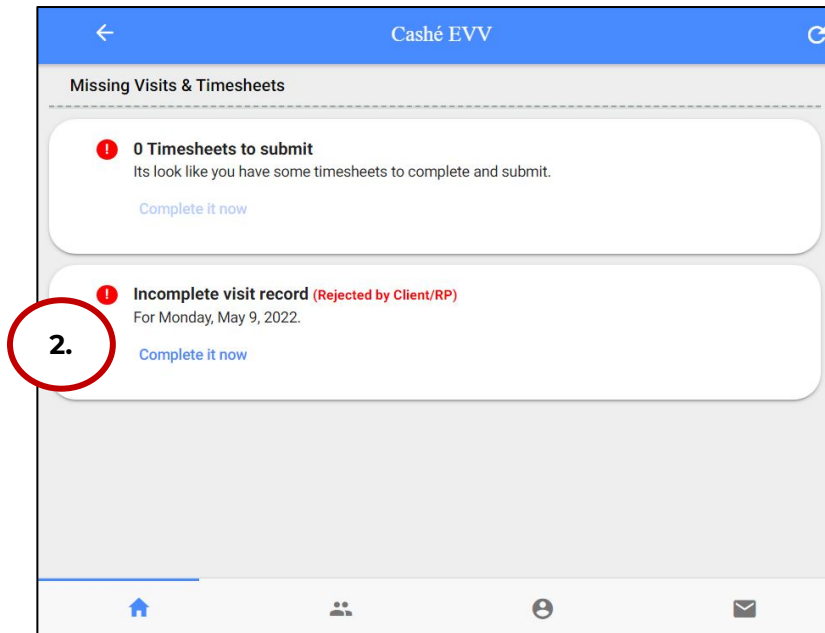 Cashé EVV
Missing Visits & Timesheets
0 Timesheets to submit
Its look like you have some timesheets to complete and submit.
Complete it now
Incomplete visit record (Rejected by Client/RP)
For Monday, May 9, 2022.
2.
Complete it now